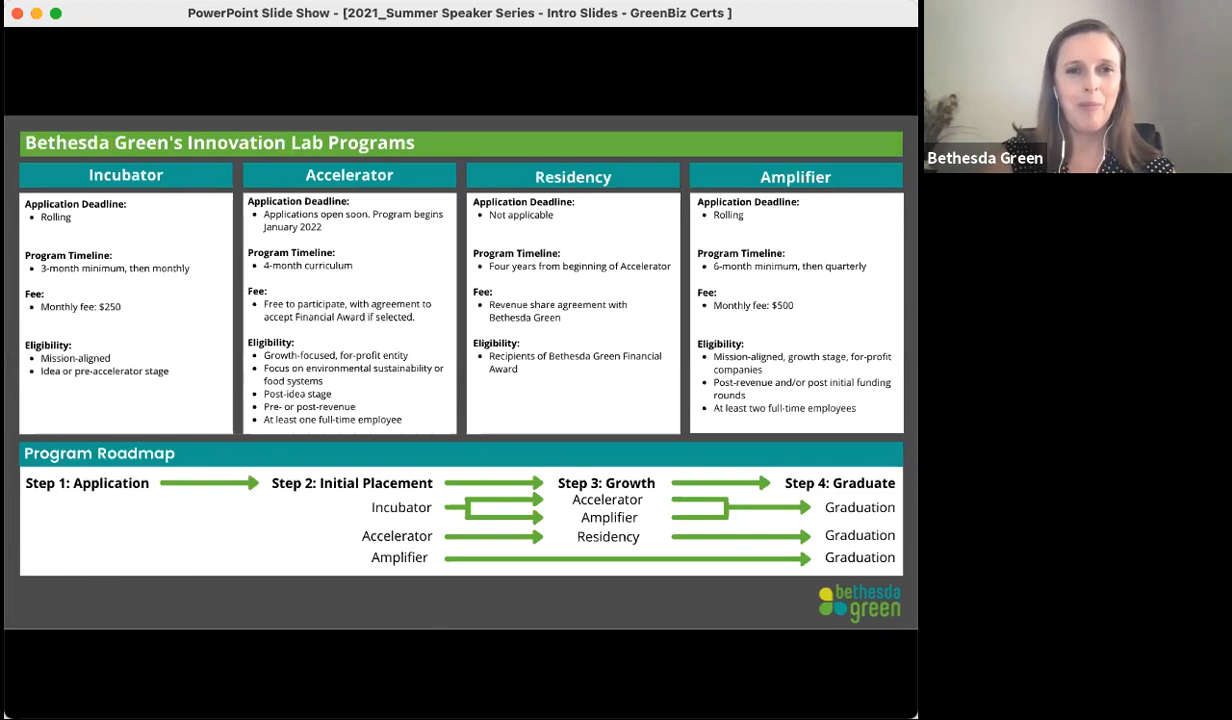 PowerPoint Slide Show - [2021_Summer Speaker Series - Intro Slides - GreenBiz Certs ]
Bethesda Green
Bethesda Green's Innovation Lab Programs
Incubator
Application Deadline:
• Rolling
Program Timeline:
• 3-month minimum, then monthly
Fee:
• Monthly fee: $250
Eligibility:
• Mission-aligned
• Idea or pre-accelerator stage
Accelerator
Application Deadline:
• Applications open soon. Program begins
January 2022
Program Timeline:
• 4-month curriculum
Fee:
• Free to participate, with agreement to
accept Financial Award if selected.
Eligibility:
• Growth-focused, for-profit entity
• Focus on environmental sustainability or
food systems
• Post-idea stage
• Pre- or post-revenue
• At least one full-time employee
Residency
Application Deadline:
• Not applicable
Program Timeline:
• Four years from beginning of Accelerator
Fee:
• Revenue share agreement with
Bethesda Green
Eligibility:
• Recipients of Bethesda Green Financial
Award
Amplifier
Application Deadline:
• Rolling
Program Timeline:
• 6-month minimum, then quarterly
Fee:
• Monthly fee: $500
Eligibility:
• Mission-aligned, growth stage, for-profit
companies
• Post-revenue and/or post initial funding
rounds
• At least two full-time employees
Program Roadmap
Step 1: Application
Step 2: Initial Placement
Step 3: Growth
Step 4: Graduate
Incubator
Accelerator
Amplifier
Graduation
Accelerator
Residency
Graduation
Amplifier
Graduation
bethesda
green